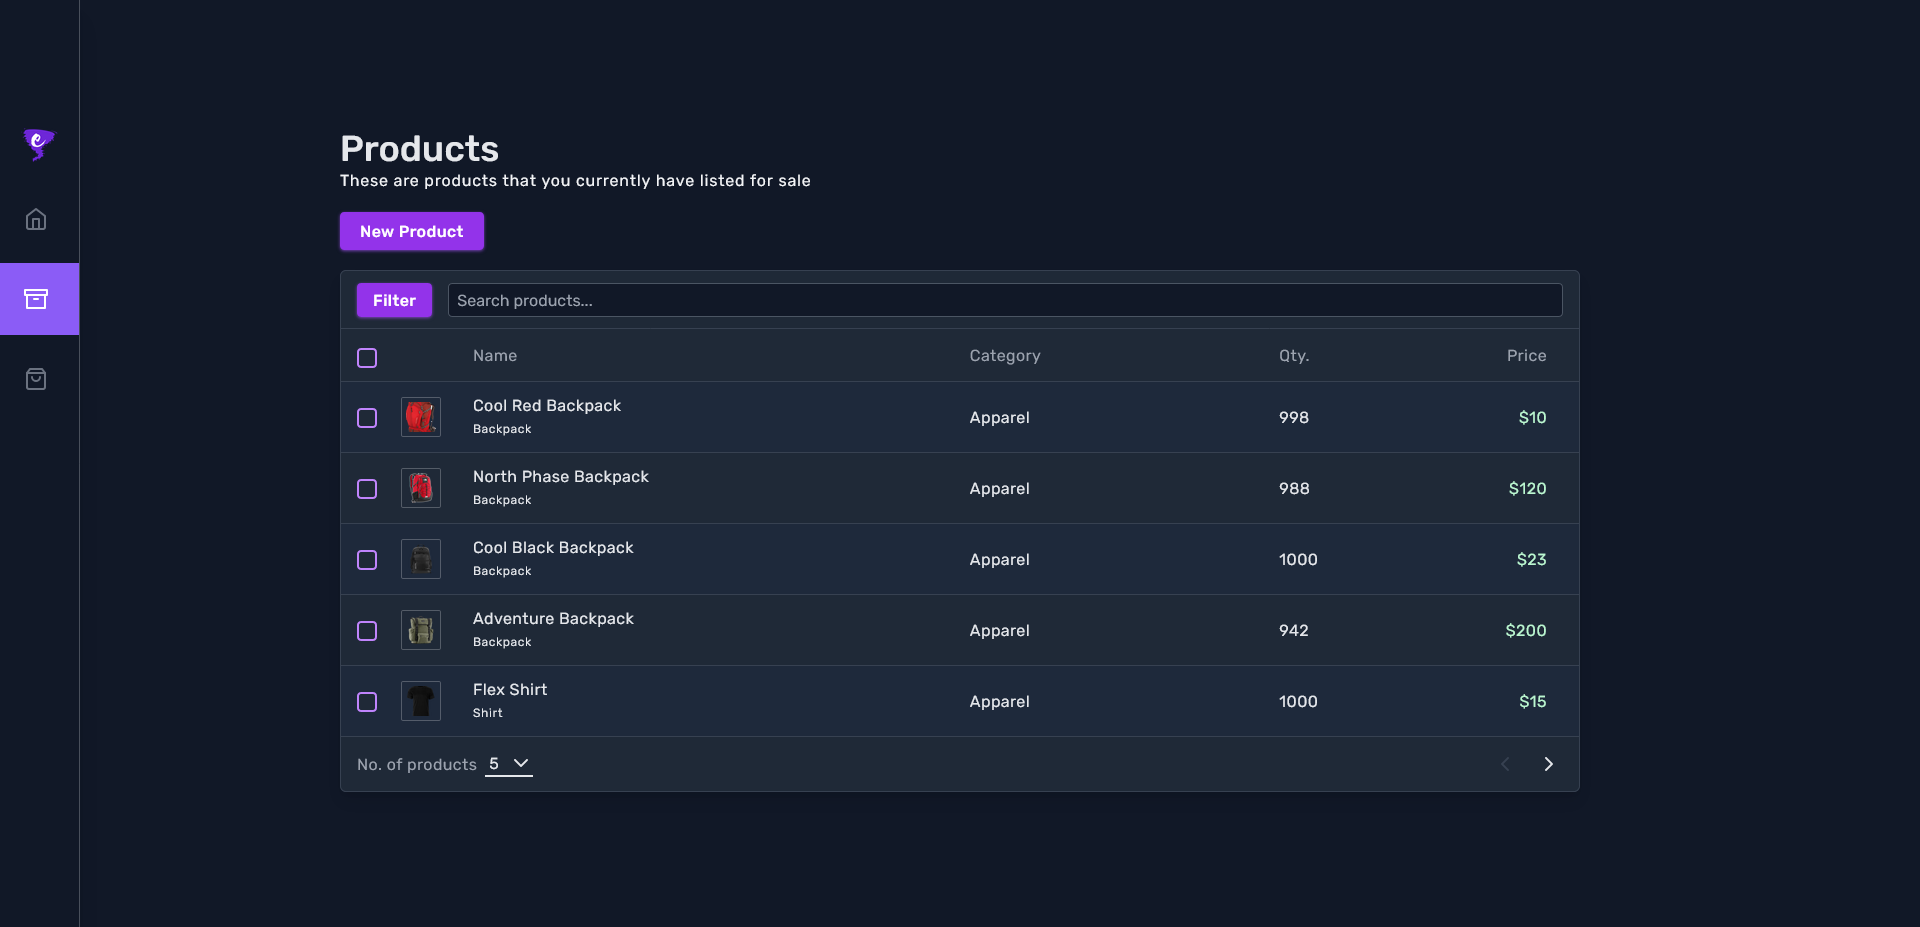 Products
These are products that you currently have listed for sale
New Product
Filter
Search products...
Name Category Qty. Price
Cool Red Backpack
Backpack
Apparel 998 $10
North Phase Backpack
Backpack
Apparel 988 $120
Cool Black Backpack
Backpack
Apparel 1000 $23
Adventure Backpack
Backpack
Apparel 942 $200
Flex Shirt
Shirt
Apparel 1000 $15
No. of products 5